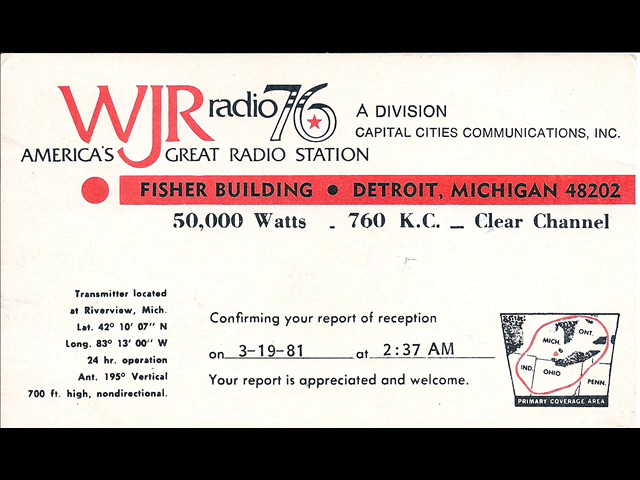 WJR radio 76
A DIVISION
CAPITAL CITIES COMMUNICATIONS, INC.
AMERICA'S GREAT RADIO STATION
FISHER BUILDING ● DETROIT, MICHIGAN 48202
50,000 Watts - 760 K.C. — Clear Channel
Transmitter located
at Riverview, Mich.
Lat. 42° 10' 07" N
Long. 83° 13' 00" W
24 hr. operation
Ant. 195° Vertical
700 ft. high, nondirectional.
Confirming your report of reception
on 3-19-81 at 2:37 AM
Your report is appreciated and welcome.
MICH.
ONT.
IND.
OHIO
PENN.
PRIMARY COVERAGE AREA